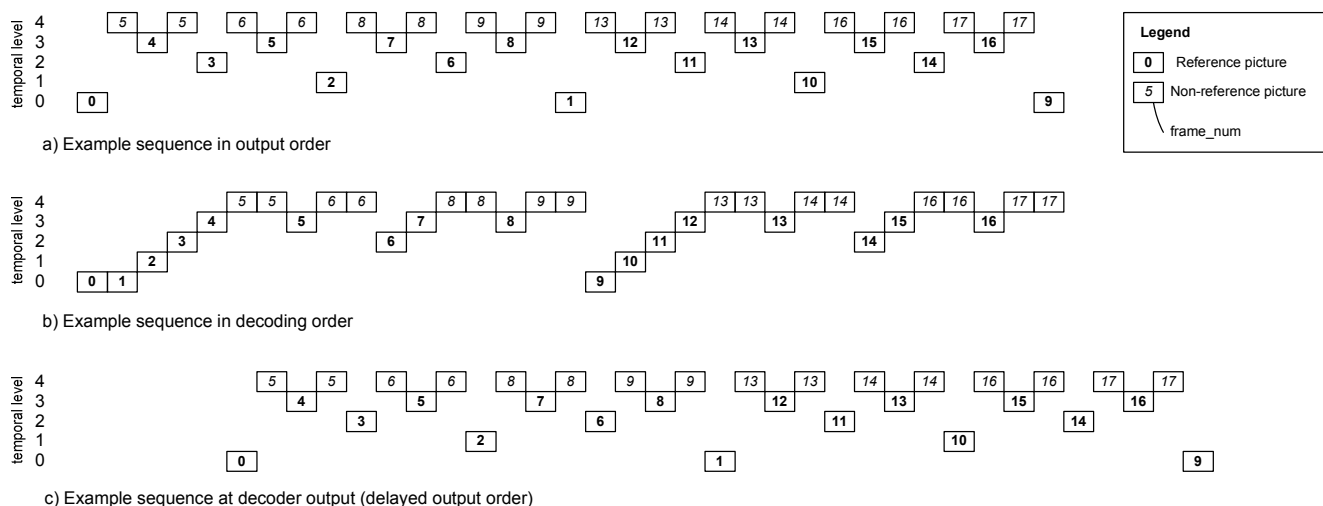 temporal level
4 5 5 6 6 8 8 9 9 13 13 14 14 16 16 17 17
3 4 5 7 8 12 13 15 16
2 3 6 11 14
1 2 10
0 0 1 9
a) Example sequence in output order
Legend
0 Reference picture
5 Non-reference picture
frame_num
temporal level
4 5 5 6 6 8 8 9 9 13 13 14 14 16 16 17 17
3 4 5 7 8 12 13 15 16
2 3 6 11 14
1 2 10
0 0 1 9
b) Example sequence in decoding order
temporal level
4 5 5 6 6 8 8 9 9 13 13 14 14 16 16 17 17
3 4 5 7 8 12 13 15 16
2 3 6 11 14
1 2 10
0 0 1 9
c) Example sequence at decoder output (delayed output order)